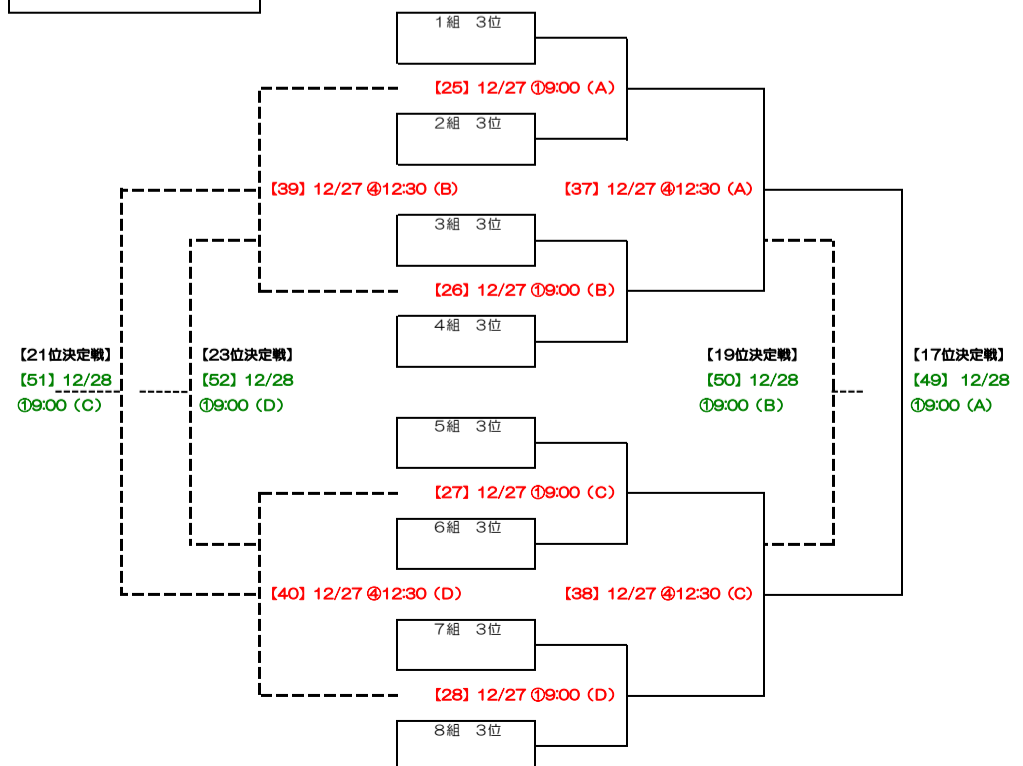 1組　3位
【25】12/27 ①9:00（A）
2組　3位
【39】12/27 ④12:30（B）
【37】12/27 ④12:30（A）
3組　3位
【26】12/27 ①9:00（B）
4組　3位
【21位決定戦】
【51】12/28
①9:00（C）
【23位決定戦】
【52】12/28
①9:00（D）
【19位決定戦】
【50】12/28
①9:00（B）
【17位決定戦】
【49】 12/28
①9:00（A）
5組　3位
【27】12/27 ①9:00（C）
6組　3位
【40】12/27 ④12:30（D）
【38】12/27 ④12:30（C）
7組　3位
【28】12/27 ①9:00（D）
8組　3位